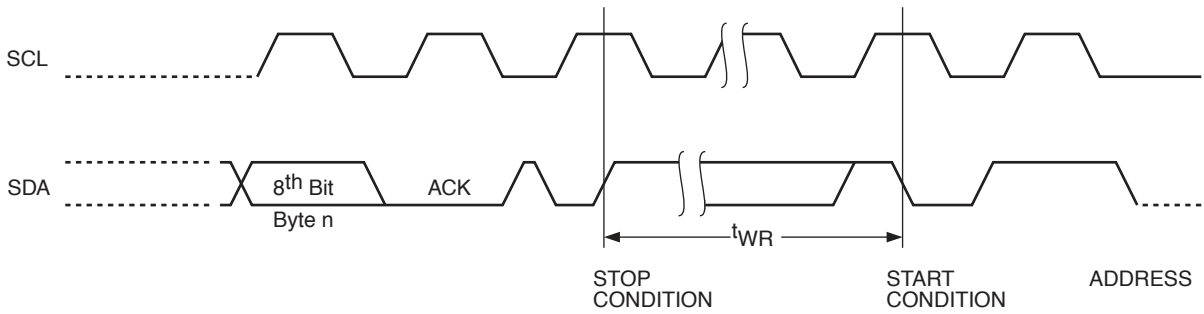 SCL
SDA
8th Bit
ACK
Byte n
tWR
STOP
CONDITION
START
CONDITION
ADDRESS